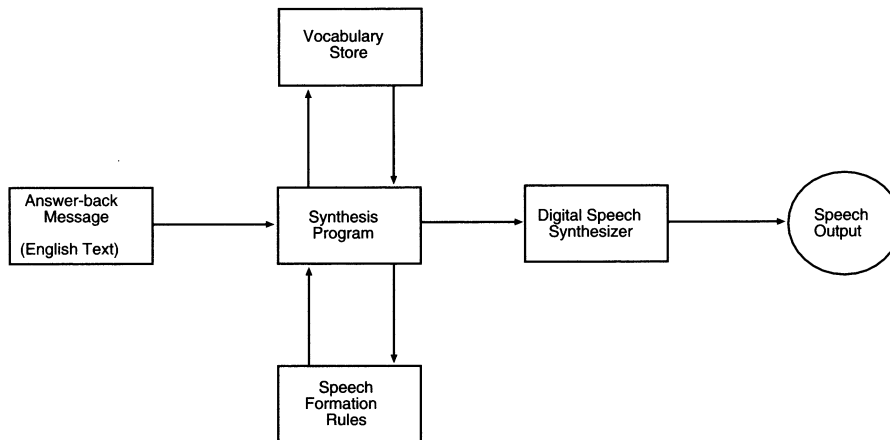 Vocabulary
Store
Answer-back
Message
(English Text)
Synthesis
Program
Digital Speech
Synthesizer
Speech
Output
Speech
Formation
Rules